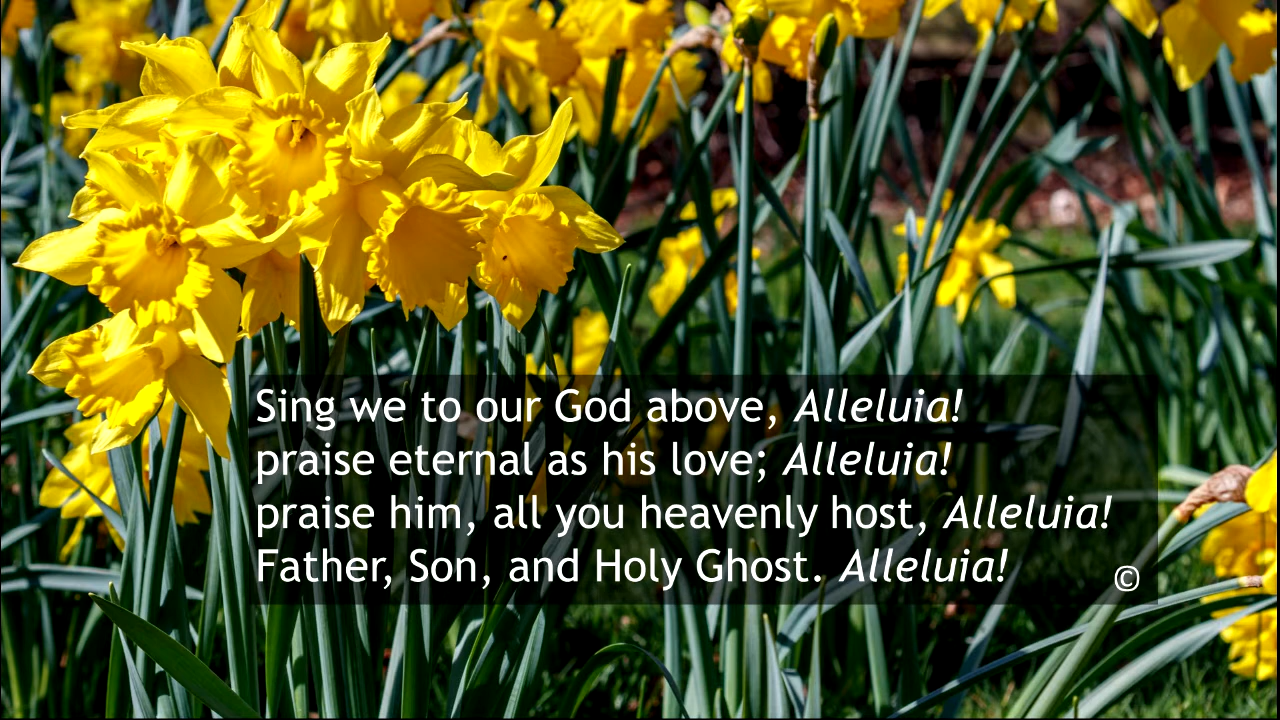 Sing we to our God above, Alleluia!
praise eternal as his love; Alleluia!
praise him, all you heavenly host, Alleluia!
Father, Son, and Holy Ghost. Alleluia!
©